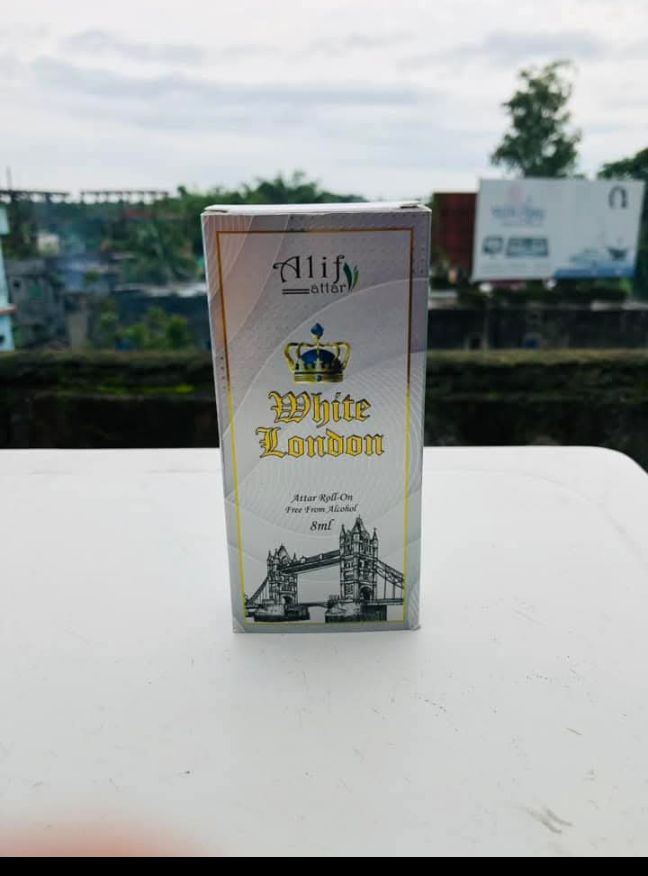 Alif
attar
White
London
Attar Roll-On
Free From Alcohol
8ml